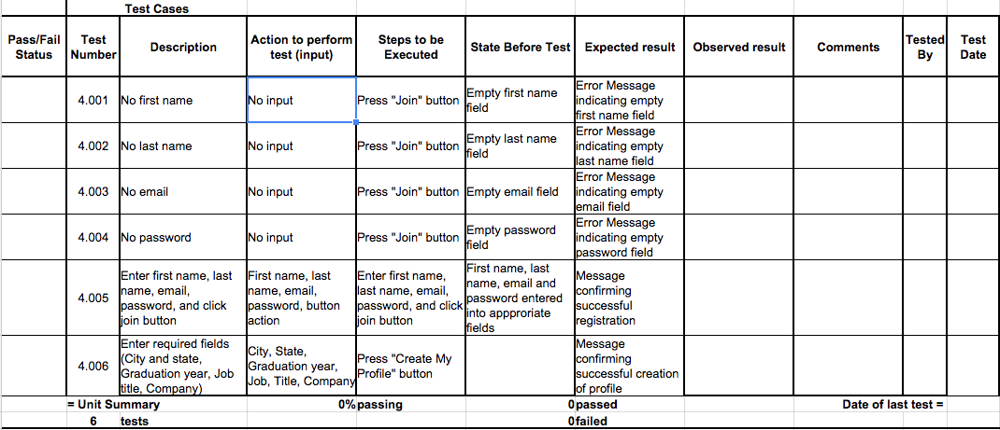 Test Cases
Pass/Fail Status
Test Number
Description
Action to perform test (input)
Steps to be Executed
State Before Test
Expected result
Observed result
Comments
Tested By
Test Date
4.001
No first name
No input
Press "Join" button
Empty first name
field
Error Message
indicating empty
first name field
4.002
No last name
No input
Press "Join" button
Empty last name
field
Error Message
indicating empty
last name field
4.003
No email
No input
Press "Join" button
Empty email field
Error Message
indicating empty
email field
4.004
No password
No input
Press "Join" button
Empty password
field
Error Message
indicating empty
password field
4.005
Enter first name, last
name, email,
password, and click
join button
First name, last
name, email,
password, button
action
Enter first name,
last name, email,
password, and click
join button
First name, last
name, email and
password entered
into appproriate
fields
Message
confirming
successful
registration
4.006
Enter required fields
(City and state,
Graduation year, Job
title, Company)
City, State,
Graduation year,
Job, Title, Company
Press "Create My
Profile" button
Message
confirming
successful creation
of profile
= Unit Summary
0% passing
0 passed
Date of last test =
6 tests
0 failed